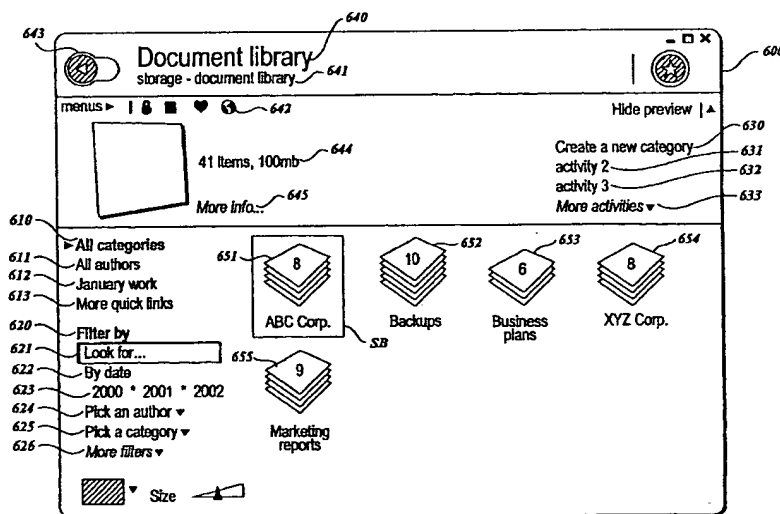 643
Document library
640
storage - document library
641
600
menus
642
Hide preview
41 Items, 100mb
644
Create a new category
630
activity 2
631
activity 3
632
More info...
645
More activities
633
610
All categories
611
All authors
612
January work
613
More quick links
651
8
652
10
653
6
654
8
ABC Corp.
Backups
Business
plans
XYZ Corp.
SB
620
Filter by
621
Look for...
622
By date
623
2000 * 2001 * 2002
624
Pick an author
625
Pick a category
626
More filters
655
9
Marketing
reports
Size